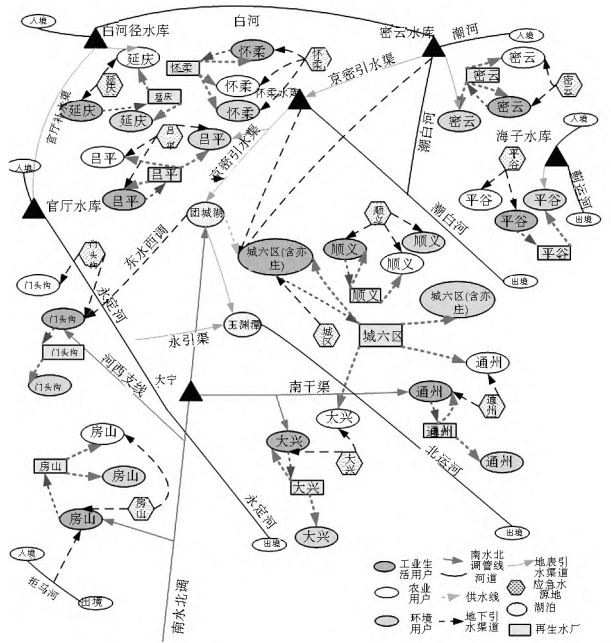 入境
白河径水库
白河
密云水库
潮河
入境
延庆
延庆
延庆
延庆
延庆
怀柔
怀柔
怀柔
怀柔
怀柔
京密引水渠
怀柔水库
密云
密云
密云
密云
密云
官厅补水渠
潮白河
入境
海子水库
吕平
吕平
吕平
吕平
吕平
京密引水渠
平谷
平谷
平谷
平谷
平谷
出境
入境
官厅水库
团城湖
东水西调
潮白河
出境
顺义
顺义
顺义
顺义
顺义
城六区(含亦
庄)
城六区(含亦
庄)
门头沟
门头沟
门头沟
门头沟
门头沟
永定河
永引渠
玉渊潭
城区
城六区
河西支线
大宁
南干渠
通州
通州
通州
通州
通州
大兴
大兴
大兴
大兴
大兴
北运河
房山
房山
房山
房山
房山
永定河
出境
出境
入境
拒马河
出境
南水北调
工业生
活用户
农业
用户
环境
用户
南水北
调管线
河道
供水线
地下引
水渠道
地表引
水渠道
应急水
源地
湖泊
再生水厂